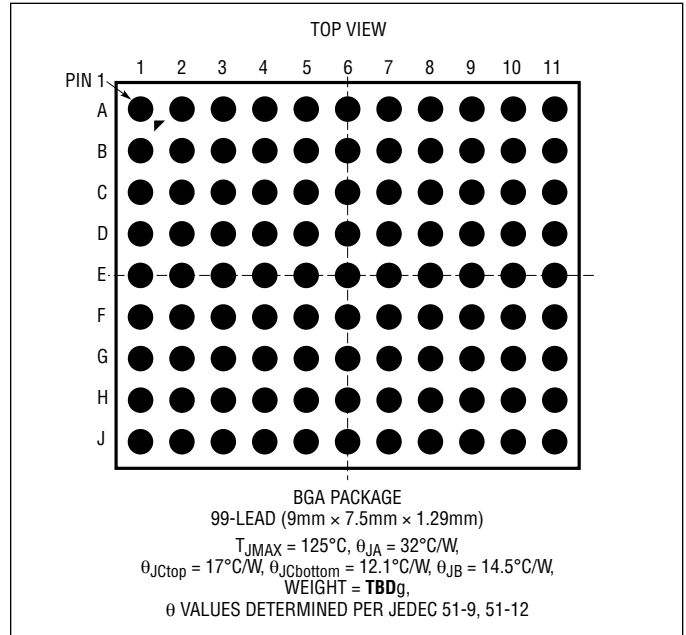 TOP VIEW
1 2 3 4 5 6 7 8 9 10 11
PIN 1
A
B
C
D
E
F
G
H
J
BGA PACKAGE
99-LEAD (9mm × 7.5mm × 1.29mm)
TJMAX = 125°C, θJA = 32°C/W,
θJCtop = 17°C/W, θJCbottom = 12.1°C/W, θJB = 14.5°C/W,
WEIGHT = TBDg,
θ VALUES DETERMINED PER JEDEC 51-9, 51-12